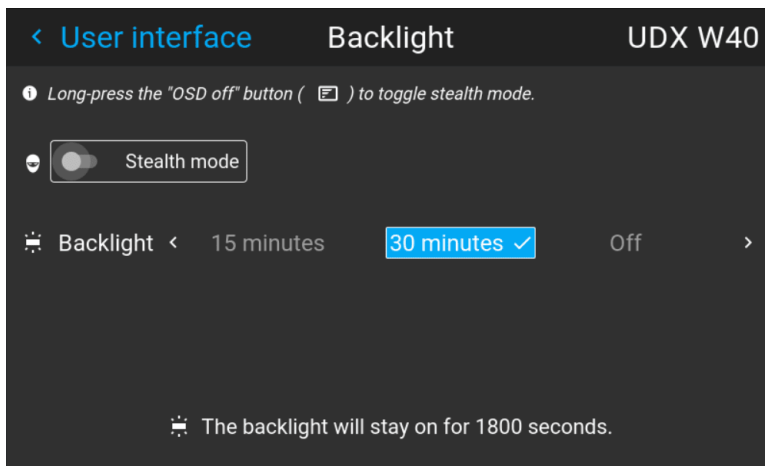 User interface Backlight UDX W40
Long-press the "OSD off" button ( ) to toggle stealth mode.
Stealth mode
Backlight 15 minutes 30 minutes Off
The backlight will stay on for 1800 seconds.